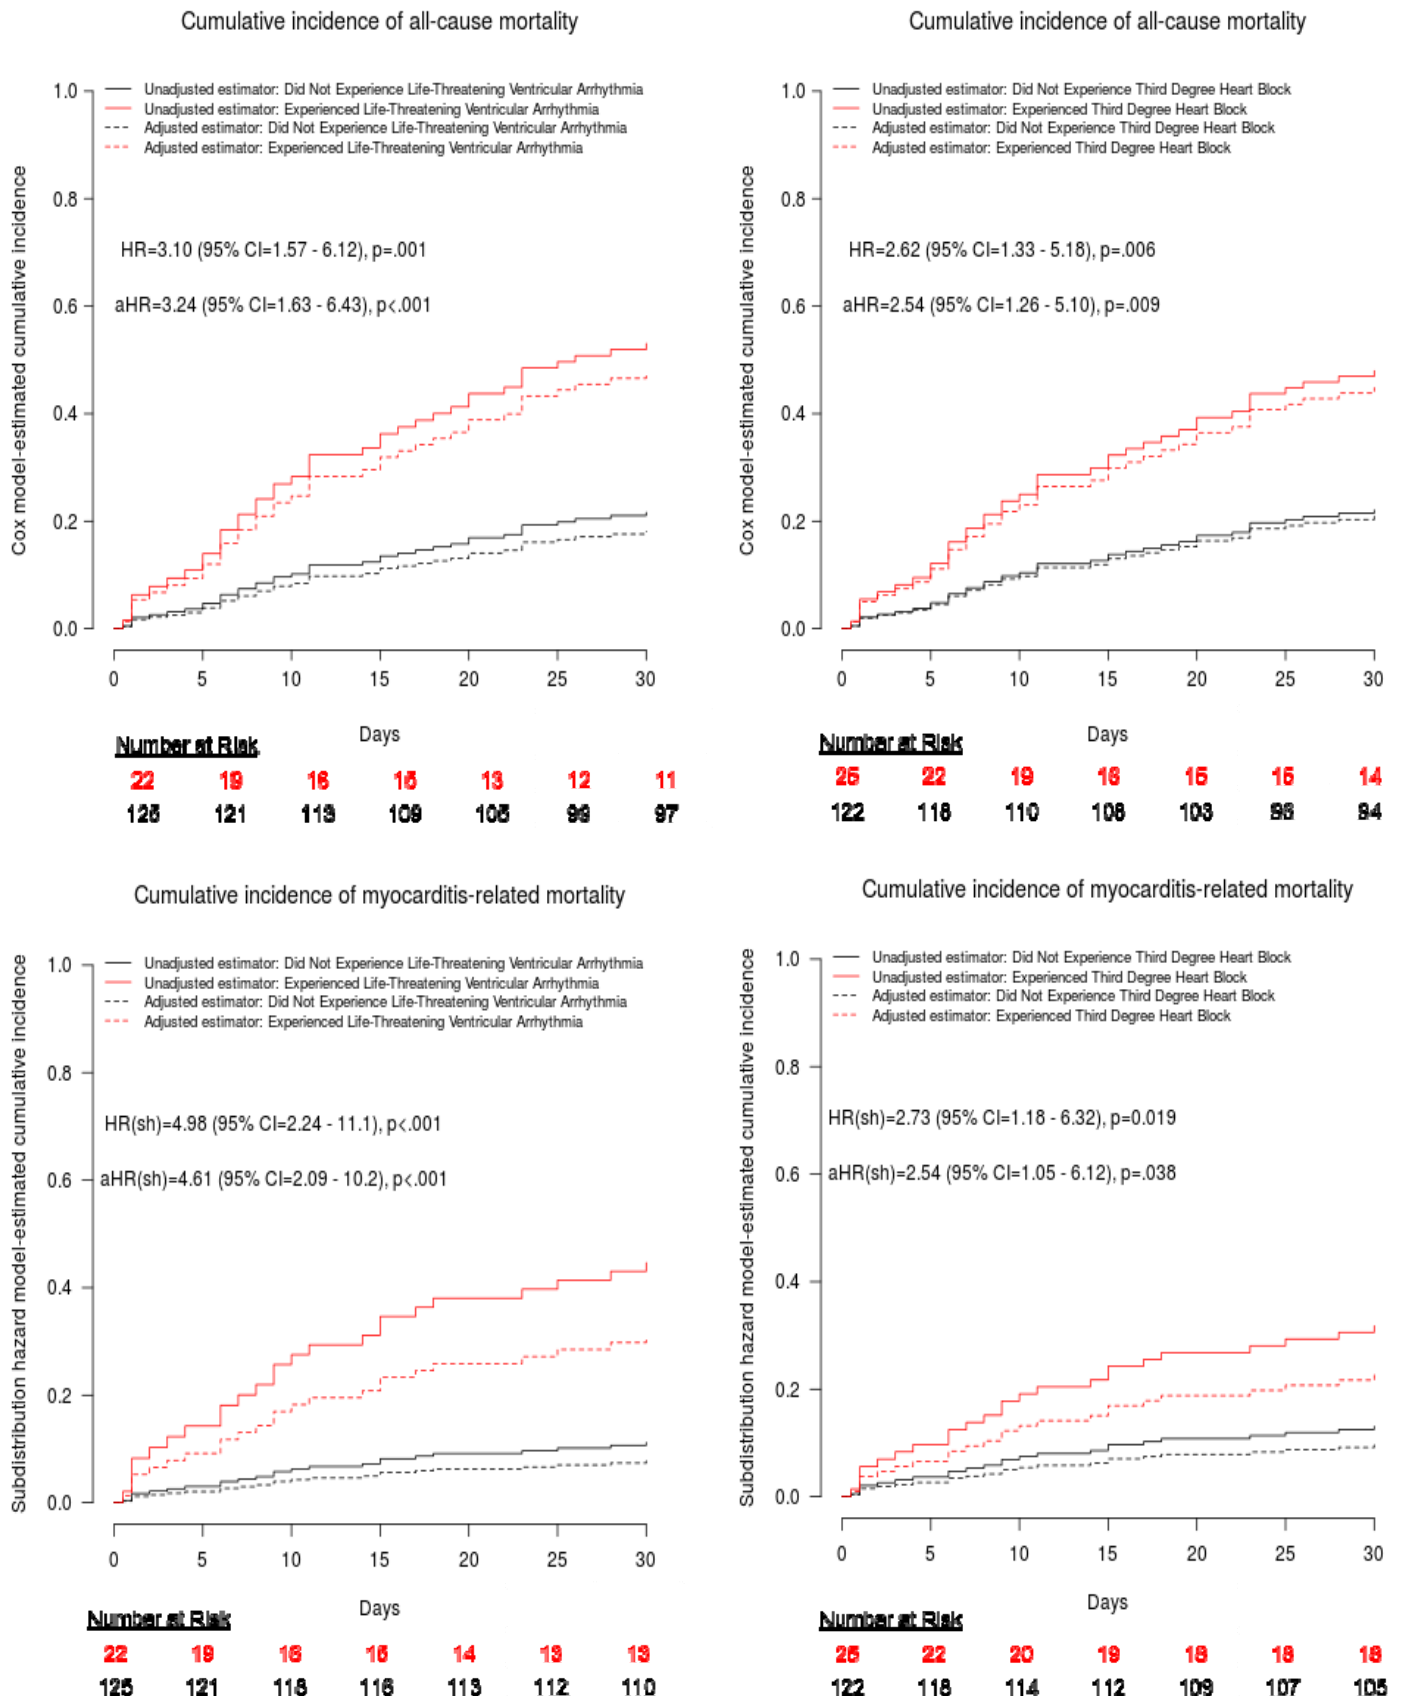 Cumulative incidence of all-cause mortality
Unadjusted estimator: Did Not Experience Life-Threatening Ventricular Arrhythmia
Unadjusted estimator: Experienced Life-Threatening Ventricular Arrhythmia
Adjusted estimator: Did Not Experience Life-Threatening Ventricular Arrhythmia
Adjusted estimator: Experienced Life-Threatening Ventricular Arrhythmia
Cox model-estimated cumulative incidence
1.0
0.8
0.6
0.4
0.2
0.0
HR=3.10 (95% CI=1.57 - 6.12), p=.001
aHR=3.24 (95% CI=1.63 - 6.43), p<.001
0 5 10 15 20 25 30
Days
Number at Risk
22 19 16 15 13 12 11
125 121 113 109 105 99 97
Cumulative incidence of all-cause mortality
Unadjusted estimator: Did Not Experience Third Degree Heart Block
Unadjusted estimator: Experienced Third Degree Heart Block
Adjusted estimator: Did Not Experience Third Degree Heart Block
Adjusted estimator: Experienced Third Degree Heart Block
Cox model-estimated cumulative incidence
1.0
0.8
0.6
0.4
0.2
0.0
HR=2.62 (95% CI=1.33 - 5.18), p=.006
aHR=2.54 (95% CI=1.26 - 5.10), p=.009
0 5 10 15 20 25 30
Days
Number at Risk
25 22 19 16 15 15 14
122 118 110 108 103 96 94
Cumulative incidence of myocarditis-related mortality
Unadjusted estimator: Did Not Experience Life-Threatening Ventricular Arrhythmia
Unadjusted estimator: Experienced Life-Threatening Ventricular Arrhythmia
Adjusted estimator: Did Not Experience Life-Threatening Ventricular Arrhythmia
Adjusted estimator: Experienced Life-Threatening Ventricular Arrhythmia
Subdistribution hazard model-estimated cumulative incidence
1.0
0.8
0.6
0.4
0.2
0.0
HR(sh)=4.98 (95% CI=2.24 - 11.1), p<.001
aHR(sh)=4.61 (95% CI=2.09 - 10.2), p<.001
0 5 10 15 20 25 30
Days
Number at Risk
22 19 16 15 14 13 13
125 121 118 116 113 112 110
Cumulative incidence of myocarditis-related mortality
Unadjusted estimator: Did Not Experience Third Degree Heart Block
Unadjusted estimator: Experienced Third Degree Heart Block
Adjusted estimator: Did Not Experience Third Degree Heart Block
Adjusted estimator: Experienced Third Degree Heart Block
Subdistribution hazard model-estimated cumulative incidence
1.0
0.8
0.6
0.4
0.2
0.0
HR(sh)=2.73 (95% CI=1.18 - 6.32), p=0.019
aHR(sh)=2.54 (95% CI=1.05 - 6.12), p=.038
0 5 10 15 20 25 30
Days
Number at Risk
25 22 20 19 18 18 18
122 118 114 112 109 107 105